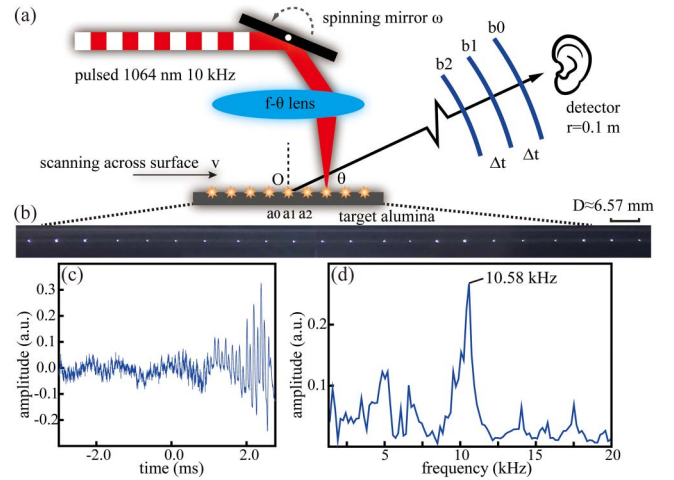 (a)
spinning mirror ω
pulsed 1064 nm 10 kHz
f-θ lens
b2 b1 b0
detector
r=0.1 m
Δt Δt
scanning across surface v
O θ
a0 a1 a2 target alumina
D≈6.57 mm
(b)
(c)
amplitude (a.u.)
0.3
0.2
0.1
0.0
-0.1
-0.2
-2.0 0.0 2.0
time (ms)
(d)
10.58 kHz
amplitude (a.u.)
0.2
0.1
5 10 15 20
frequency (kHz)